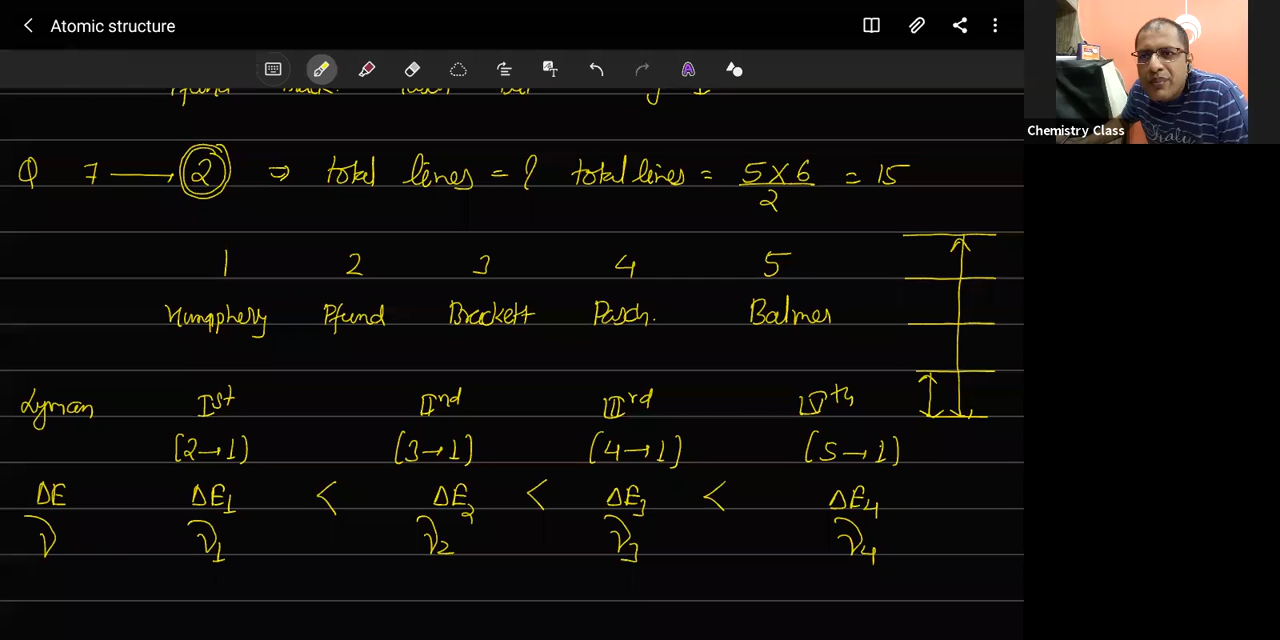 Atomic structure
Chemistry Class
Q 7 → 2 ⇒ total lines = ? total lines = 5 X 6 / 2 = 15
1 2 3 4 5
Humpphery Pfund Brackett Pasch. Balmer
Lyman Ist IInd IIIrd IVth
(2→1) (3→1) (4→1) (5→1)
ΔE ΔE1 < ΔE2 < ΔE3 < ΔE4
ν ν1 ν2 ν3 ν4